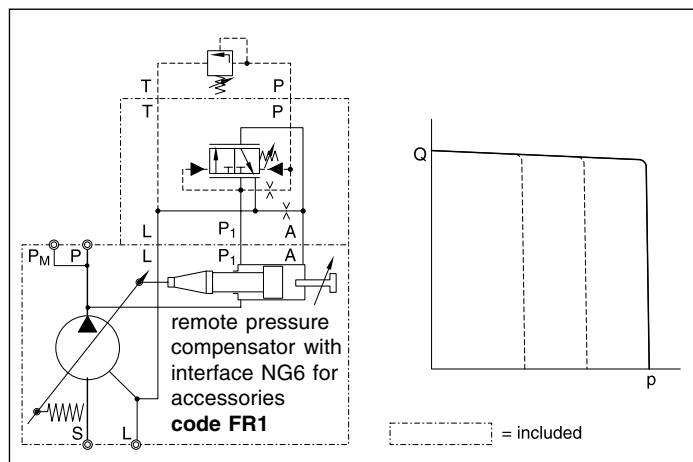 T P
T P
L P1 A
PM P L P1 A
remote pressure
compensator with
interface NG6 for
accessories
code FR1
S L
Q
p
= included